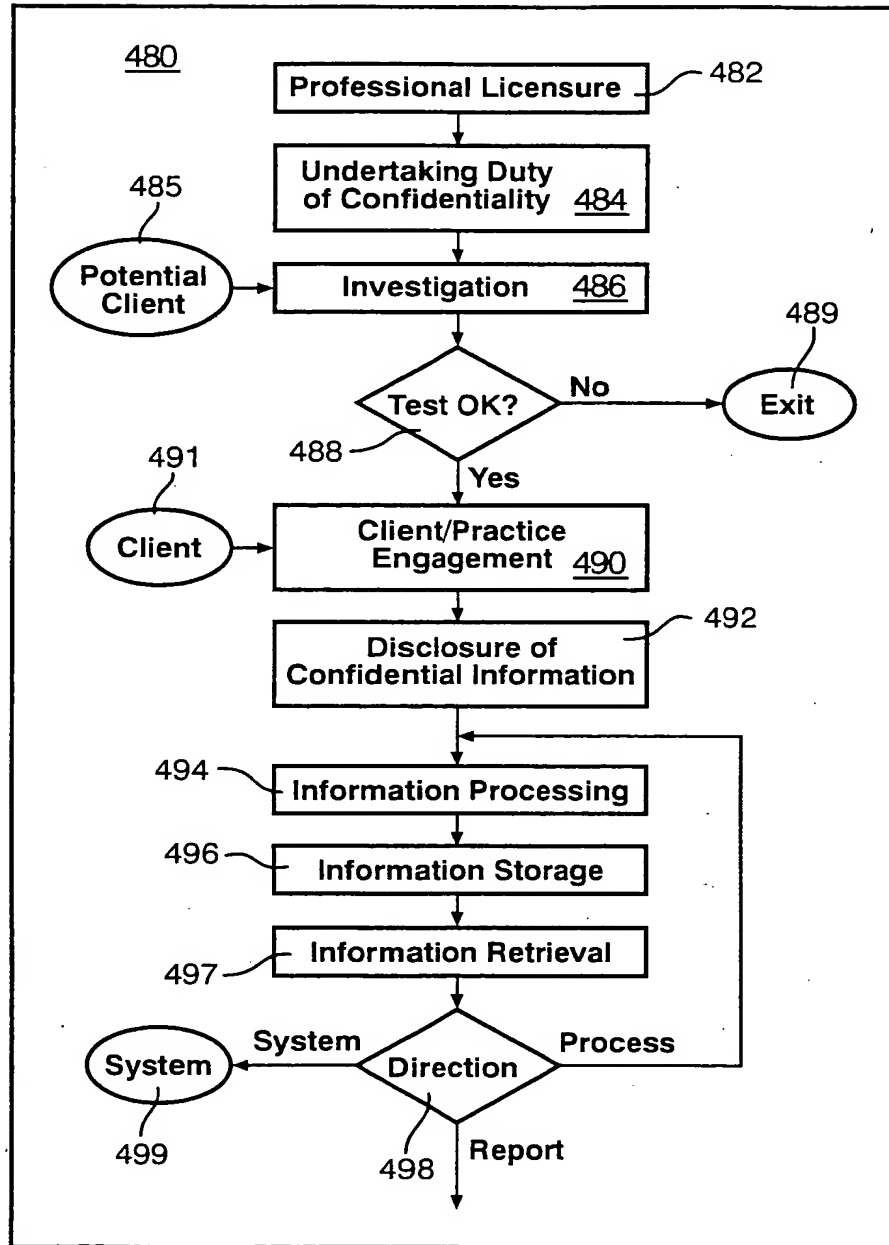 480
Professional Licensure
482
Undertaking Duty
of Confidentiality
484
485
Potential
Client
Investigation
486
489
Test OK?
No
Exit
488
Yes
491
Client
Client/Practice
Engagement
490
492
Disclosure of
Confidential Information
494
Information Processing
496
Information Storage
497
Information Retrieval
System
System
Direction
Process
499
498
Report